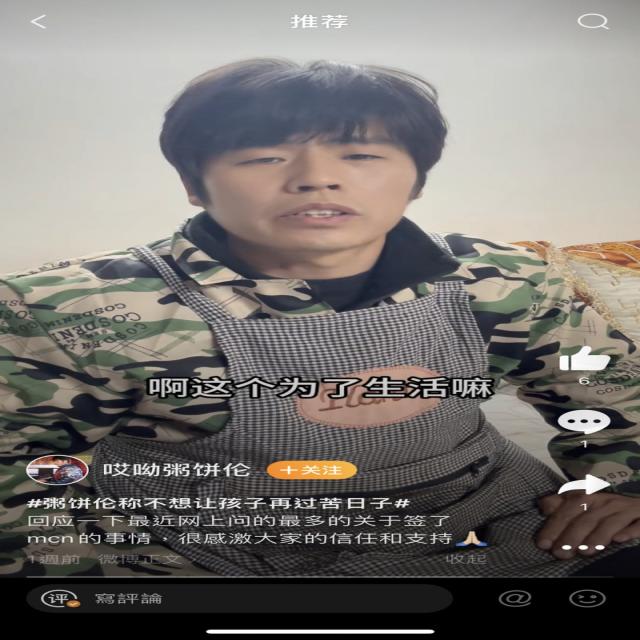 推荐
GOSDEN
啊这个为了生活嘛
6
1
1
哎呦粥饼伦
十关注
#粥饼伦称不想让孩子再过苦日子#
回应一下最近网上问的最多的关于签了
mcn的事情，很感激大家的信任和支持🙏🏻
1週前 微博正文
收起
评
寫評論
@